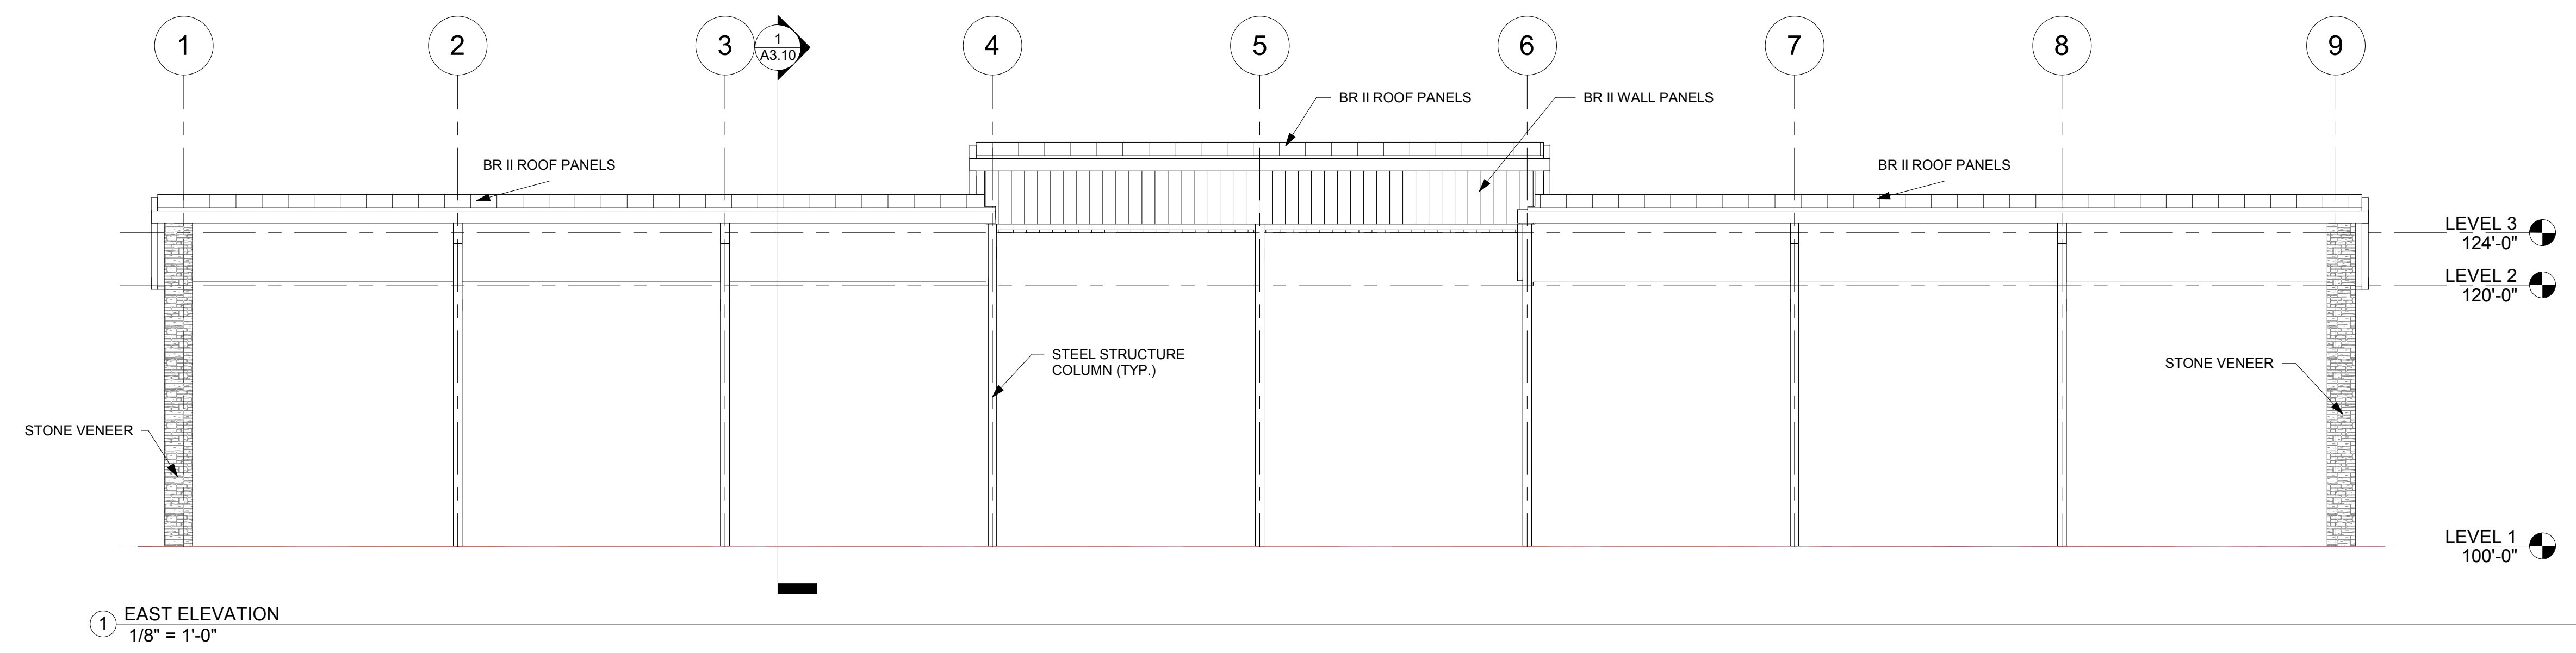 1
2
3
1
A3.10
4
5
6
7
8
9
BR II ROOF PANELS
BR II WALL PANELS
BR II ROOF PANELS
BR II ROOF PANELS
LEVEL 3
124'-0"
LEVEL 2
120'-0"
STEEL STRUCTURE
COLUMN (TYP.)
STONE VENEER
STONE VENEER
LEVEL 1
100'-0"
1
EAST ELEVATION
1/8" = 1'-0"